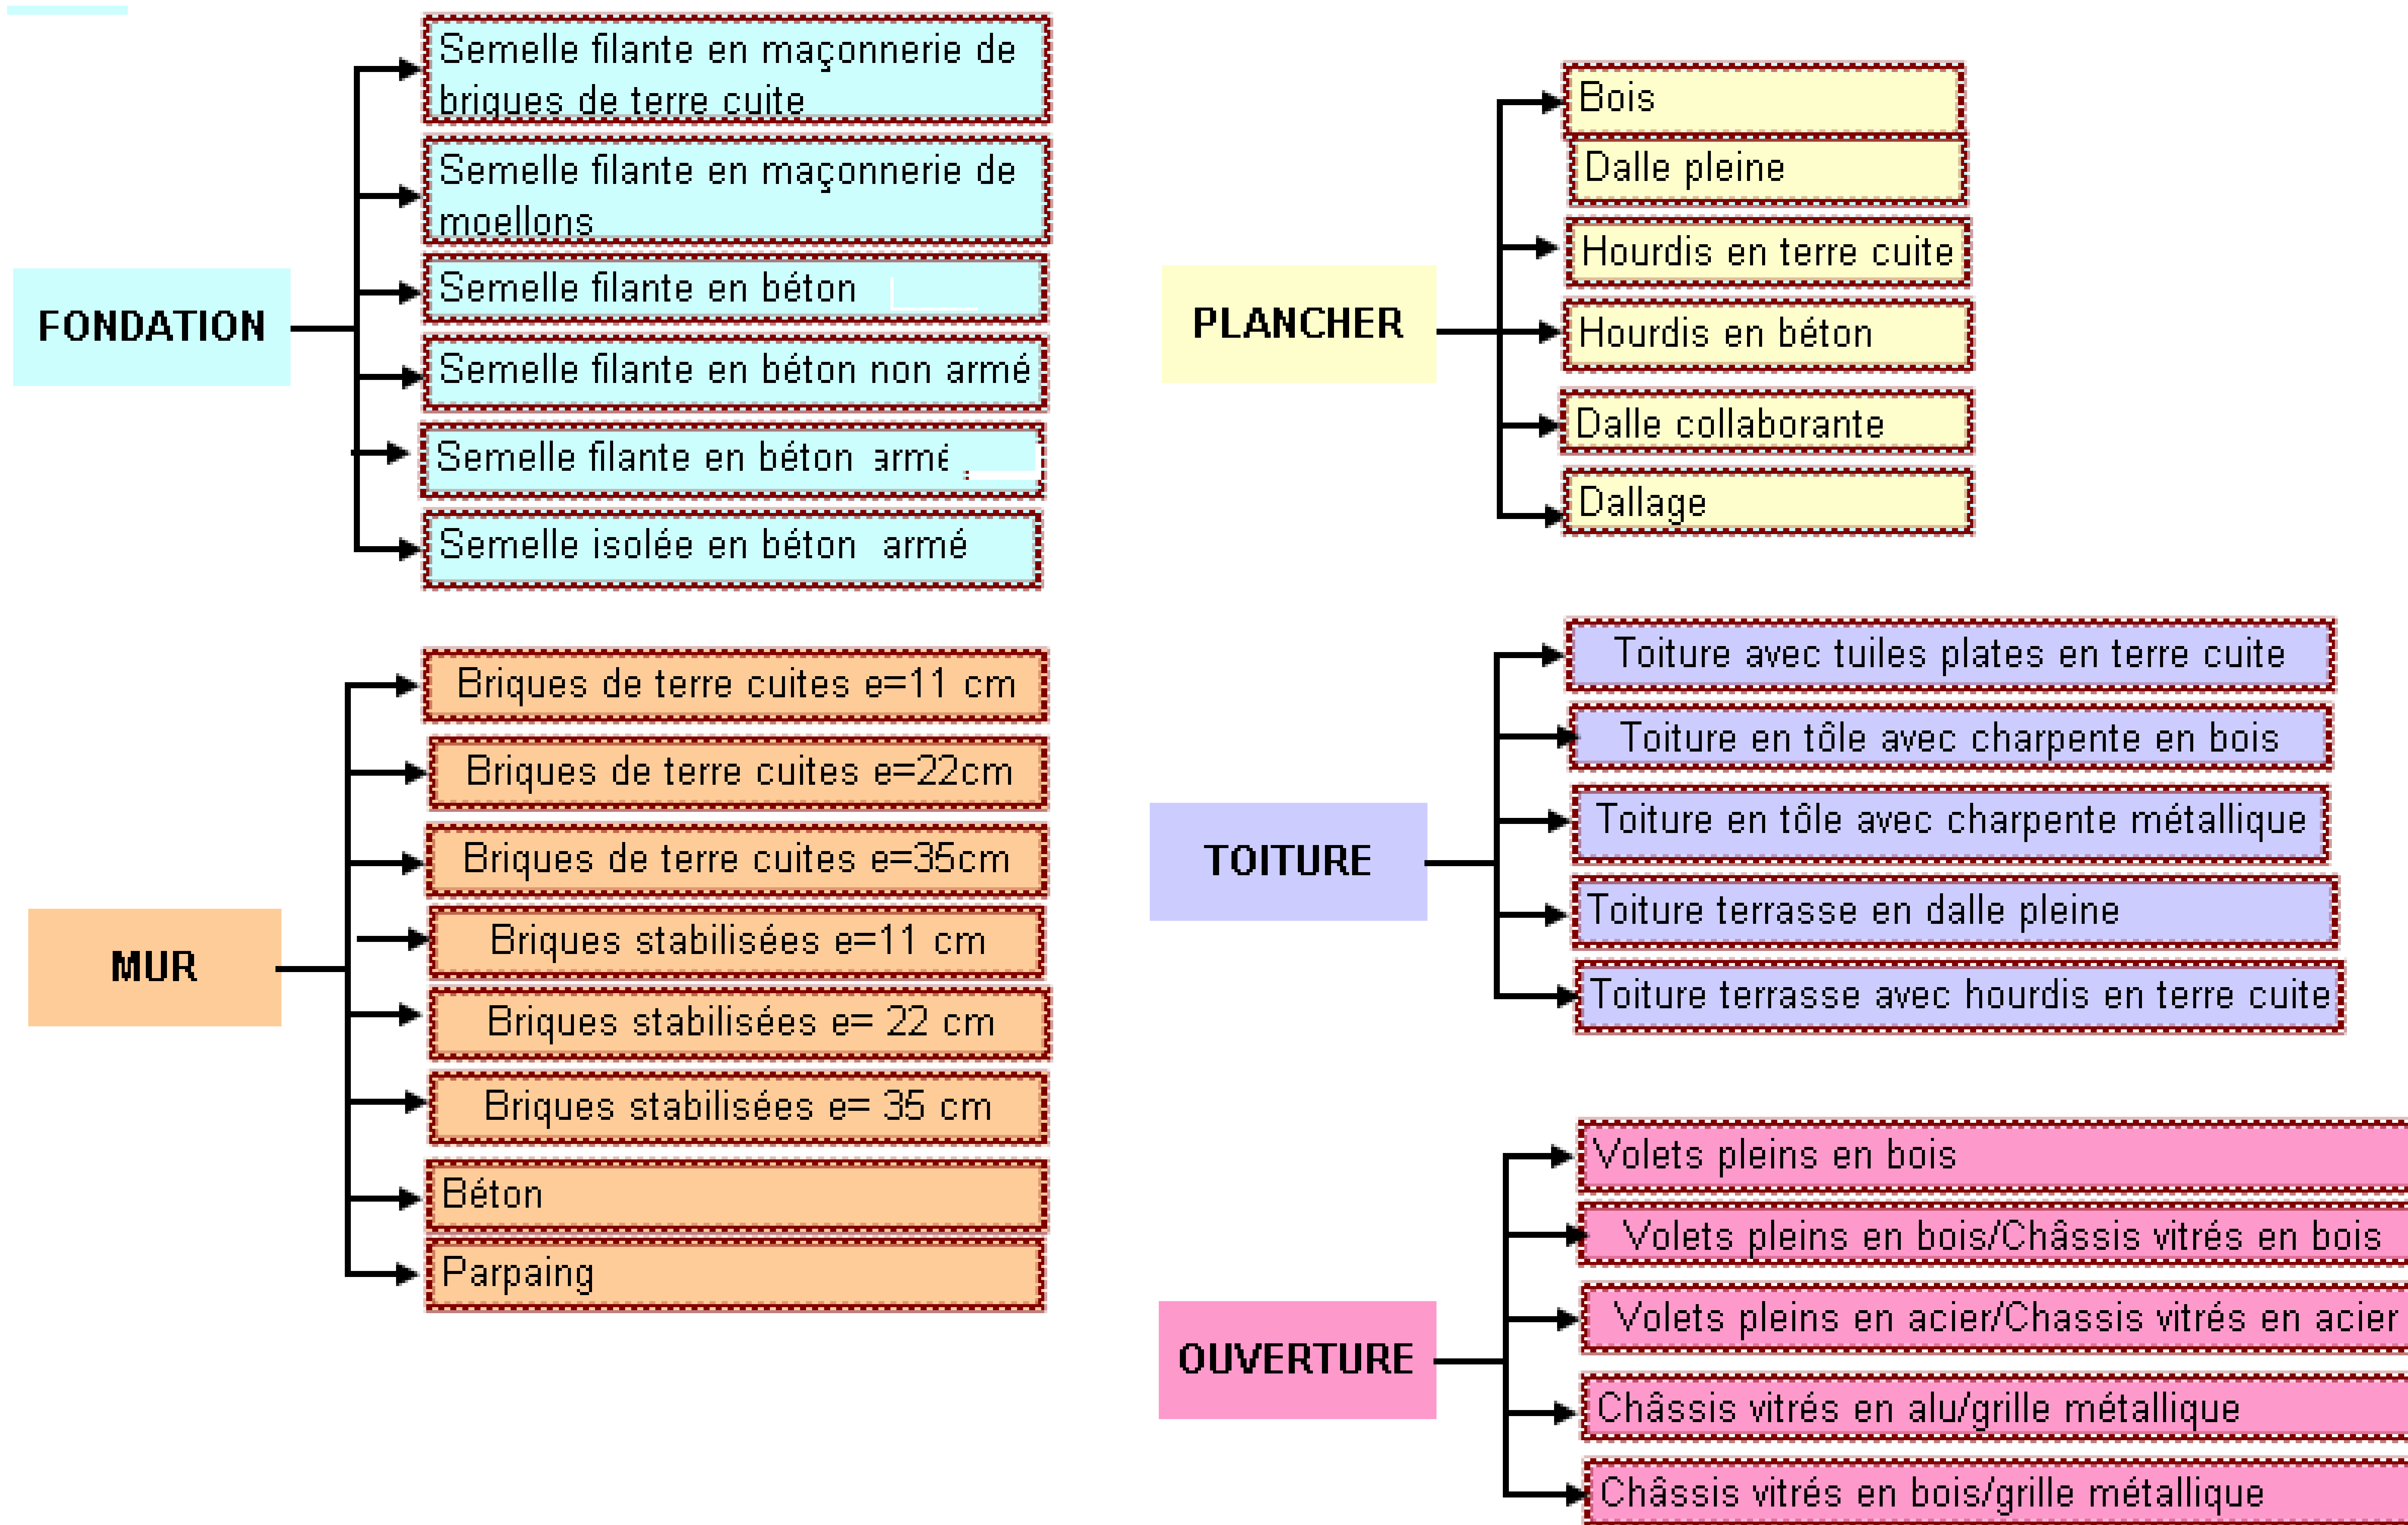 FONDATION
Semelle filante en maçonnerie de
briques de terre cuite
Semelle filante en maçonnerie de
moellons
Semelle filante en béton
Semelle filante en béton non armé
Semelle filante en béton armé
Semelle isolée en béton armé
MUR
Briques de terre cuites e=11 cm
Briques de terre cuites e=22cm
Briques de terre cuites e=35cm
Briques stabilisées e=11 cm
Briques stabilisées e= 22 cm
Briques stabilisées e= 35 cm
Béton
Parpaing
PLANCHER
Bois
Dalle pleine
Hourdis en terre cuite
Hourdis en béton
Dalle collaborante
Dallage
TOITURE
Toiture avec tuiles plates en terre cuite
Toiture en tôle avec charpente en bois
Toiture en tôle avec charpente métallique
Toiture terrasse en dalle pleine
Toiture terrasse avec hourdis en terre cuite
OUVERTURE
Volets pleins en bois
Volets pleins en bois/Châssis vitrés en bois
Volets pleins en acier/Chassis vitrés en acier
Châssis vitrés en alu/grille métallique
Châssis vitrés en bois/grille métallique